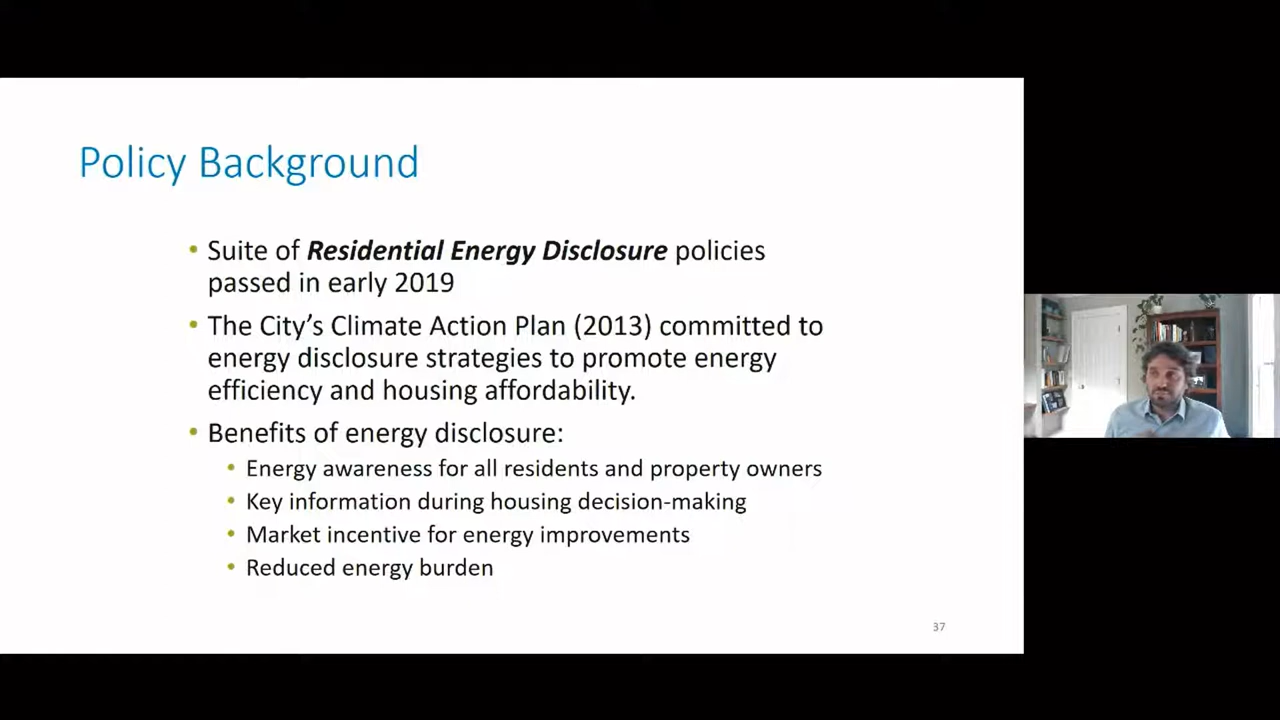 Policy Background
• Suite of Residential Energy Disclosure policies
passed in early 2019
• The City's Climate Action Plan (2013) committed to
energy disclosure strategies to promote energy
efficiency and housing affordability.
• Benefits of energy disclosure:
• Energy awareness for all residents and property owners
• Key information during housing decision-making
• Market incentive for energy improvements
• Reduced energy burden
37